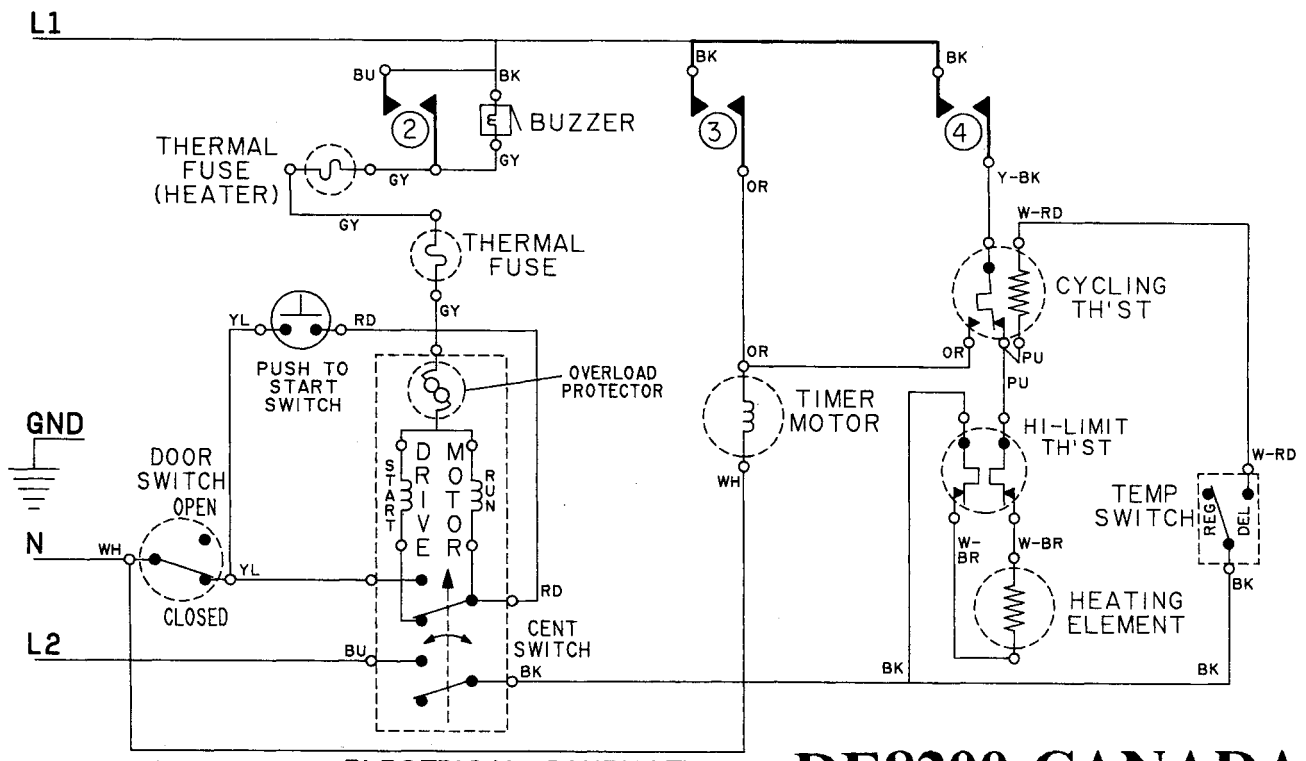 L1
BU
BK
BK
BK
2
BUZZER
3
4
THERMAL
FUSE
(HEATER)
GY
GY
GY
OR
Y-BK
W-RD
THERMAL
FUSE
CYCLING
TH'ST
GY
YL
RD
PUSH TO
START
SWITCH
OVERLOAD
PROTECTOR
OR
OR
PU
PU
TIMER
MOTOR
HI-LIMIT
TH'ST
GND
DOOR
SWITCH
OPEN
START
DRIVE
MOTOR
RUN
WH
W-RD
TEMP
SWITCH
REG
DEL
N
WH
YL
CLOSED
W-
BR
W-BR
RD
BK
HEATING
ELEMENT
CENT
SWITCH
L2
BU
BK
BK
BK